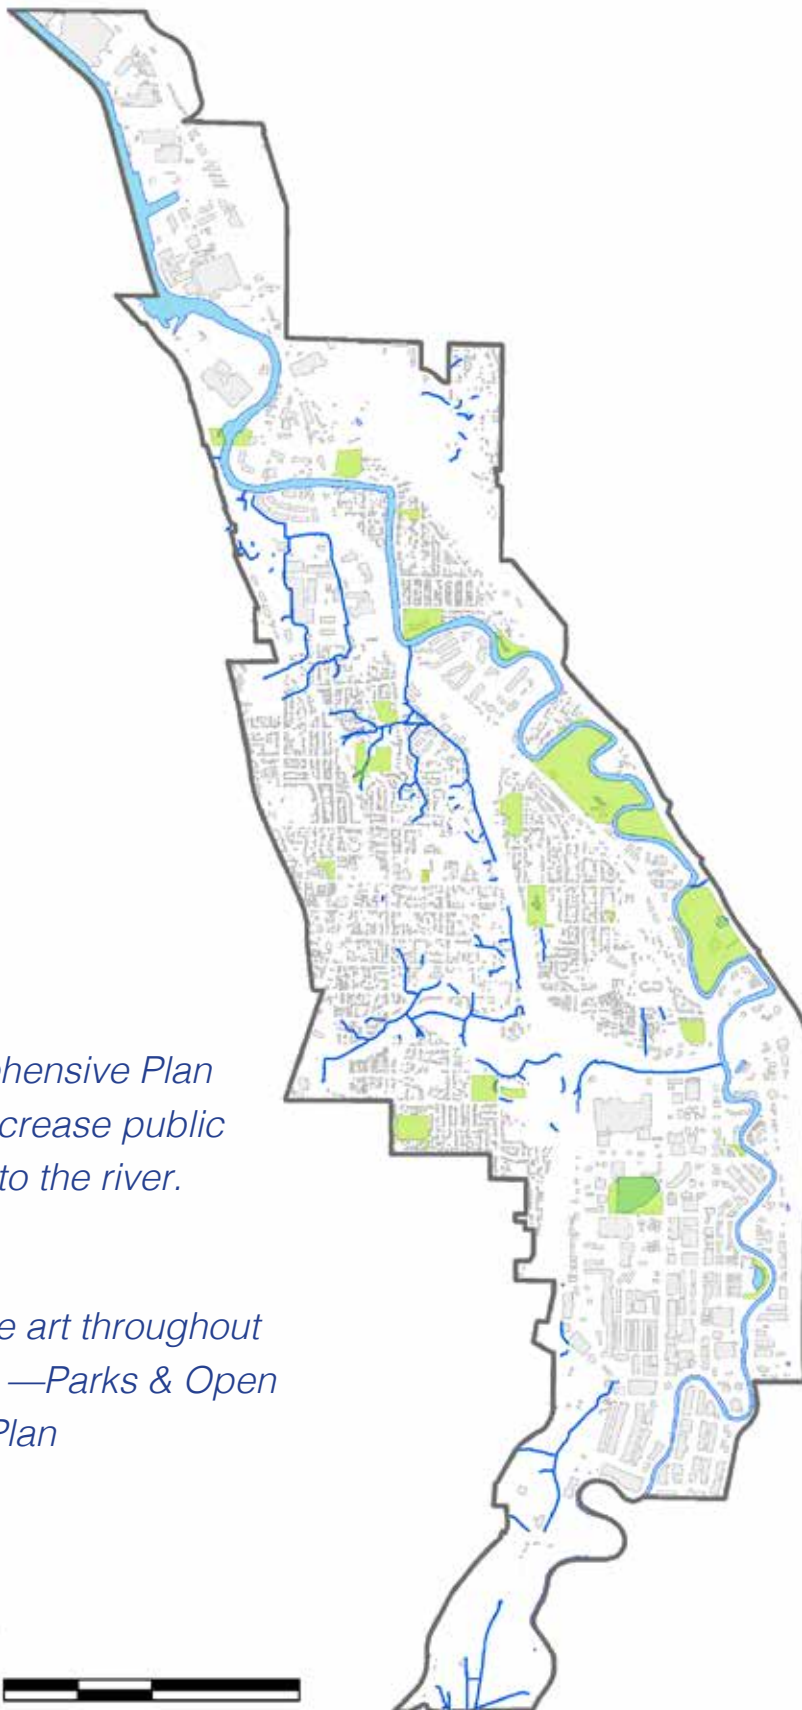 hensive Plan
crease public
to the river.
e art throughout
—Parks & Open
Plan